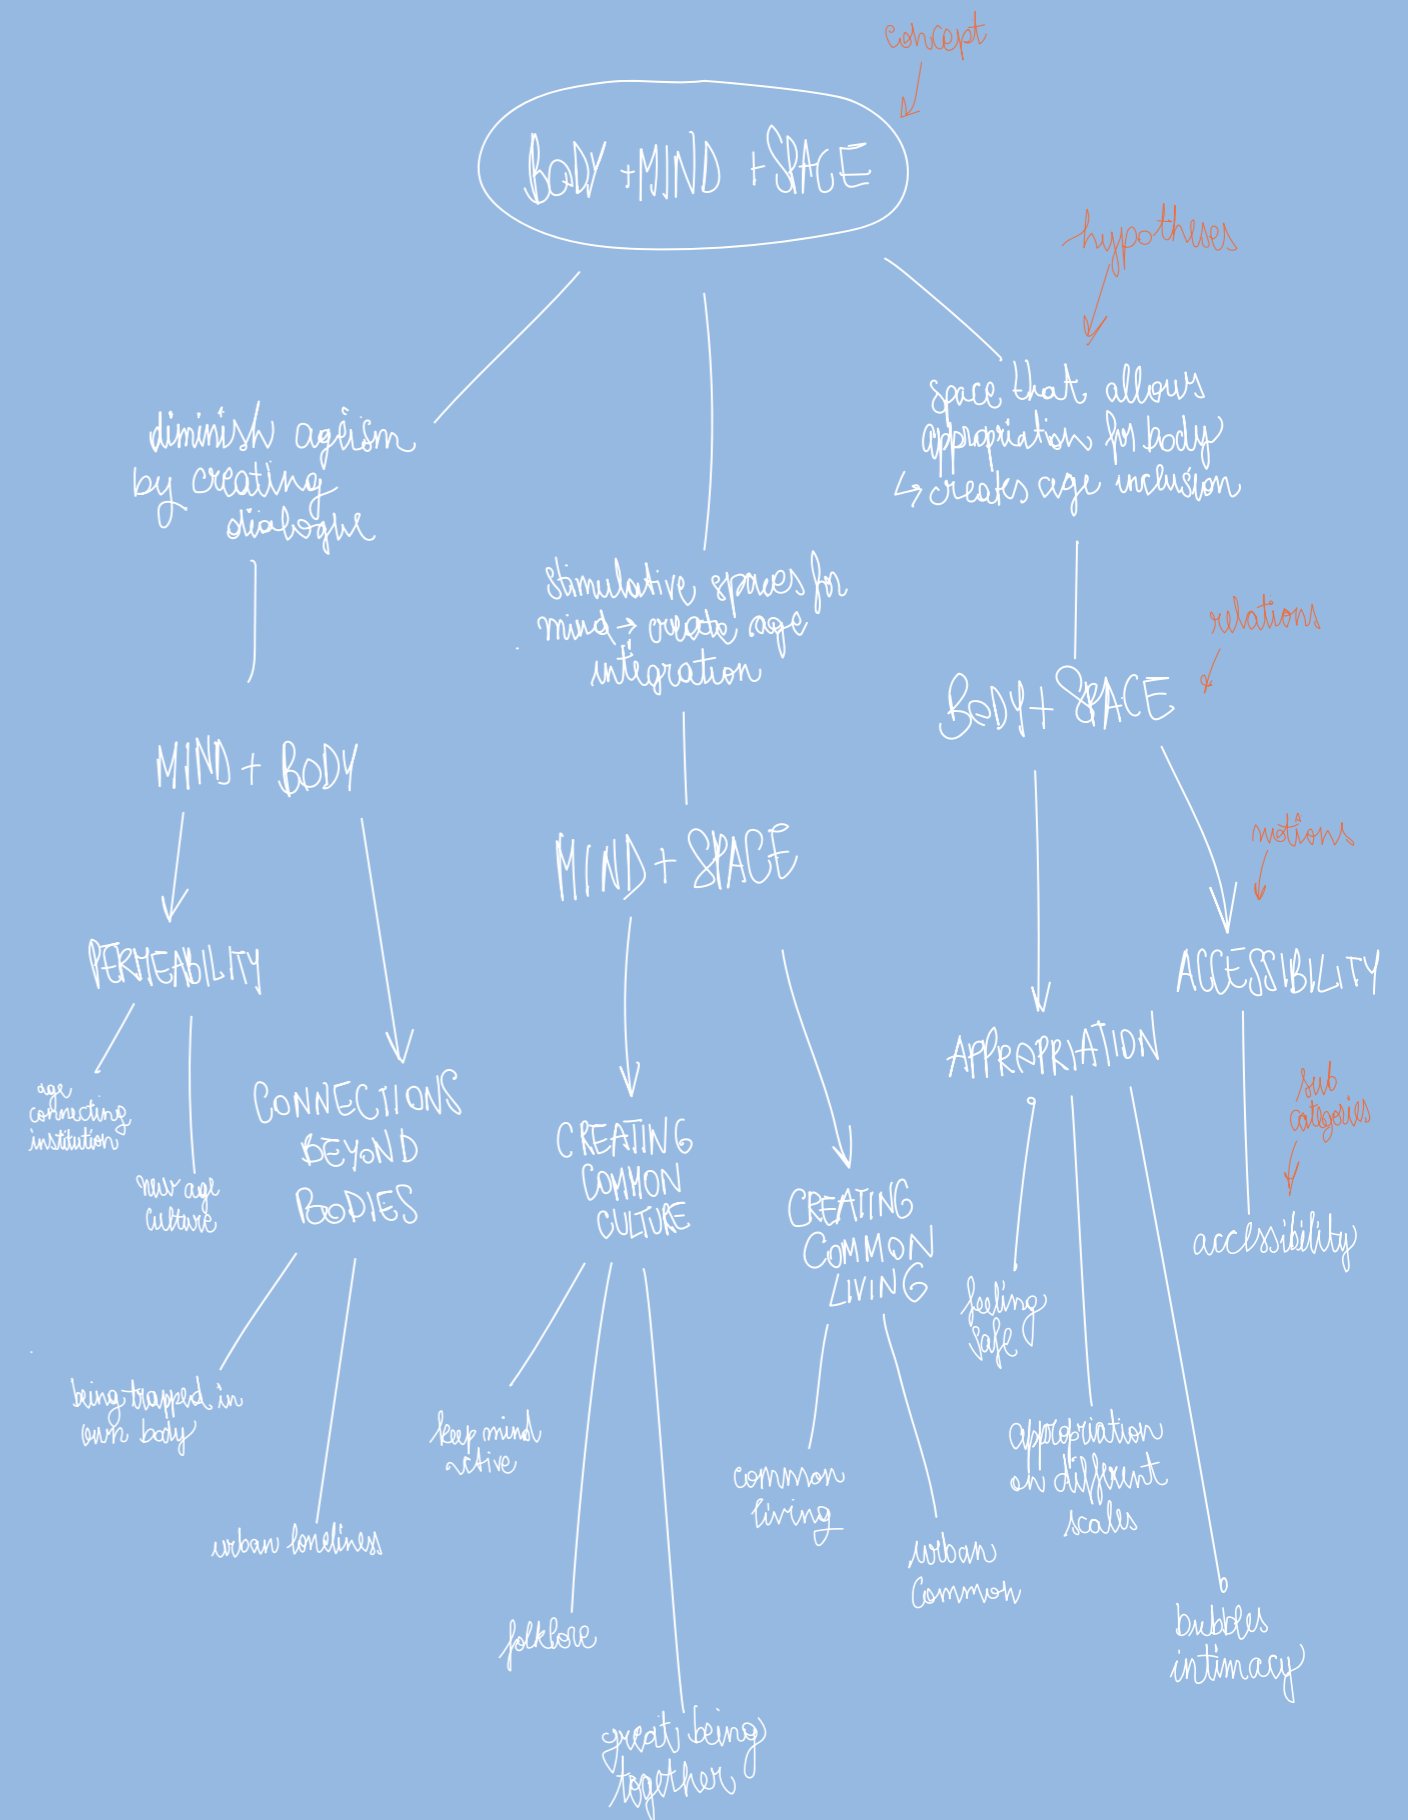 concept
BODY + MIND + SPACE
hypotheses
space that allows
appropriation for body
↳ creates age inclusion
diminish ageism
by creating
dialogue
stimulative spaces for
mind → create age
integration
relations
BODY + SPACE
MIND + BODY
MIND + SPACE
notions
PERMEABILITY
ACCESSIBILITY
APPROPRIATION
CONNECTIONS
BEYOND
BODIES
CREATING
COMMON
CULTURE
CREATING
COMMON
LIVING
sub
categories
age
connecting
institution
new age
culture
accessibility
feeling
safe
being trapped in
own body
keep mind
active
common
living
appropriation
on different
scales
urban loneliness
urban
common
folklore
bubbles
intimacy
great being
together